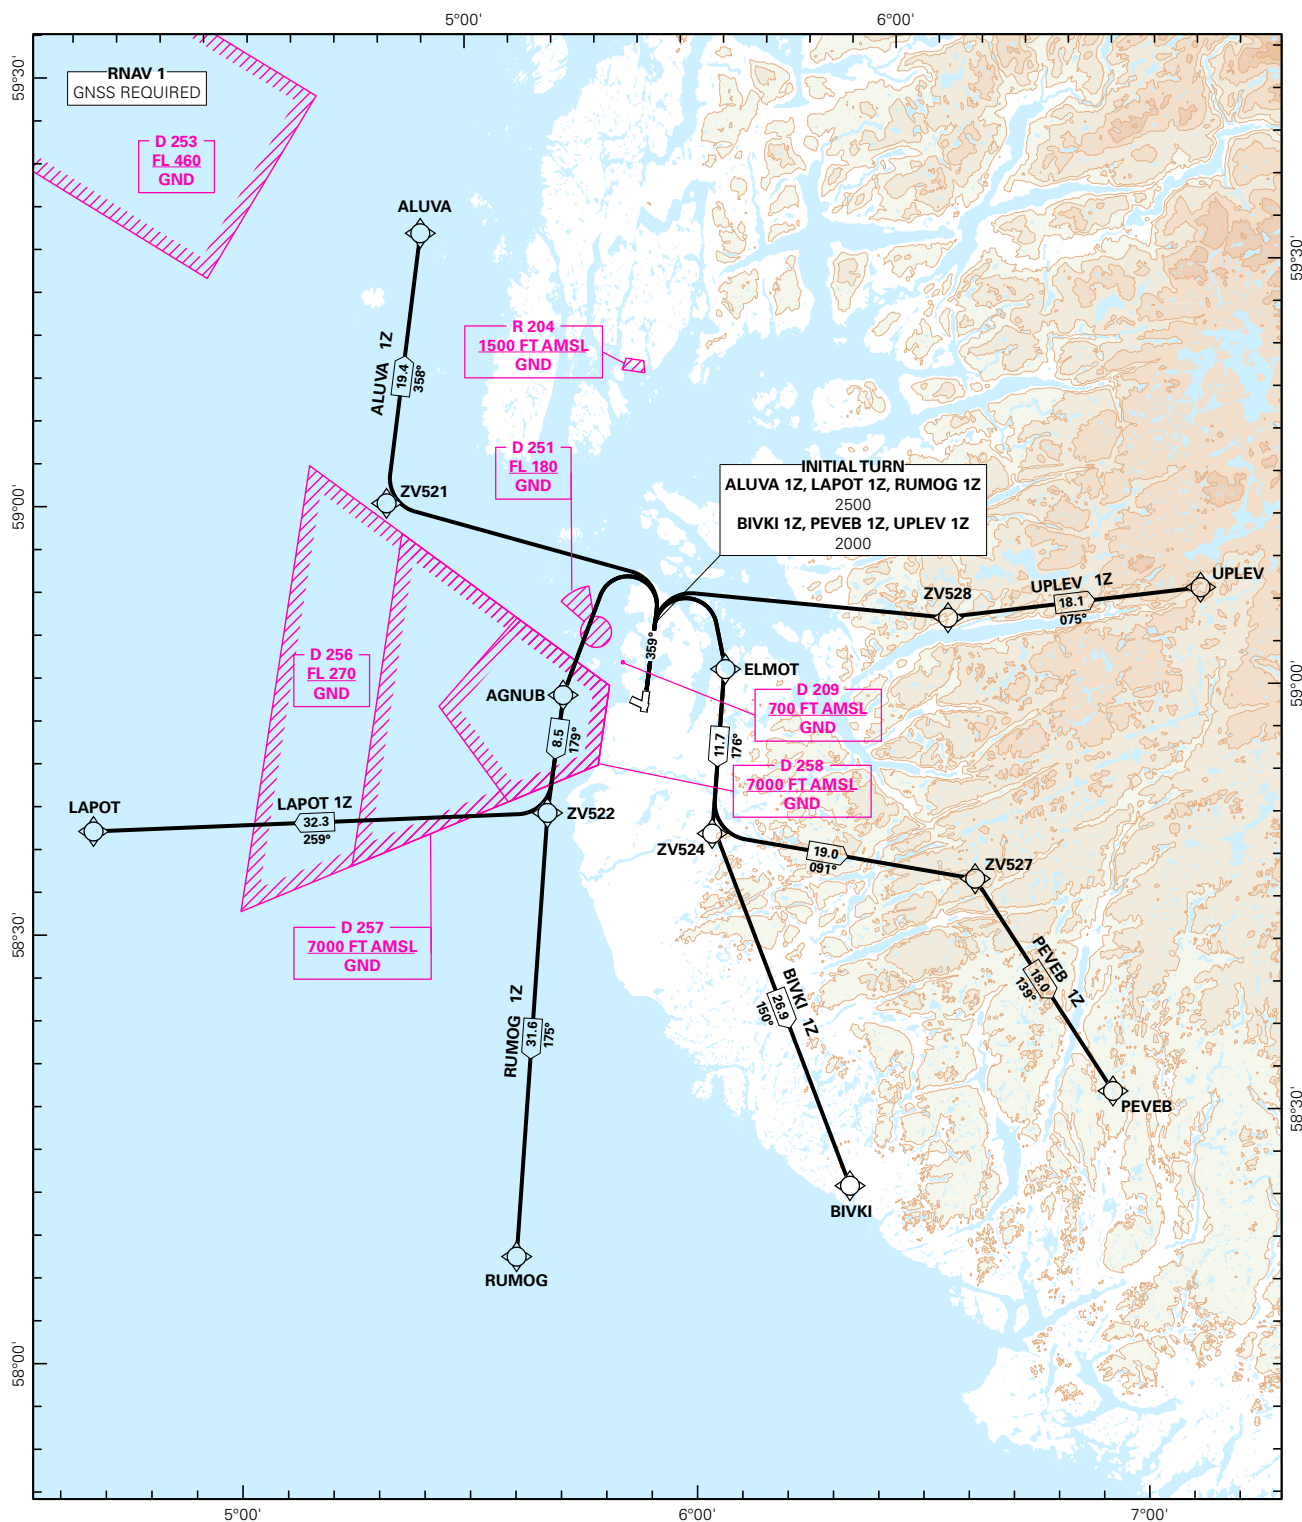 5°00'
6°00'
59°30'
RNAV 1
GNSS REQUIRED
D 253
FL 460
GND
ALUVA
59°30'
R 204
1500 FT AMSL
GND
ALUVA 1Z
19.4
358°
D 251
FL 180
GND
INITIAL TURN
ALUVA 1Z, LAPOT 1Z, RUMOG 1Z
2500
BIVKI 1Z, PEVEB 1Z, UPLEV 1Z
2000
ZV521
59°00'
UPLEV
UPLEV 1Z
18.1
075°
ZV528
359°
D 256
FL 270
GND
ELMOT
59°00'
AGNUB
D 209
700 FT AMSL
GND
8.5
179°
11.7
176°
D 258
7000 FT AMSL
GND
LAPOT
LAPOT 1Z
32.3
259°
ZV522
ZV524
19.0
091°
ZV527
58°30'
D 257
7000 FT AMSL
GND
PEVEB 1Z
18.0
139°
BIVKI 1Z
26.9
150°
RUMOG 1Z
31.6
175°
PEVEB
58°30'
BIVKI
RUMOG
58°00'
5°00'
6°00'
7°00'